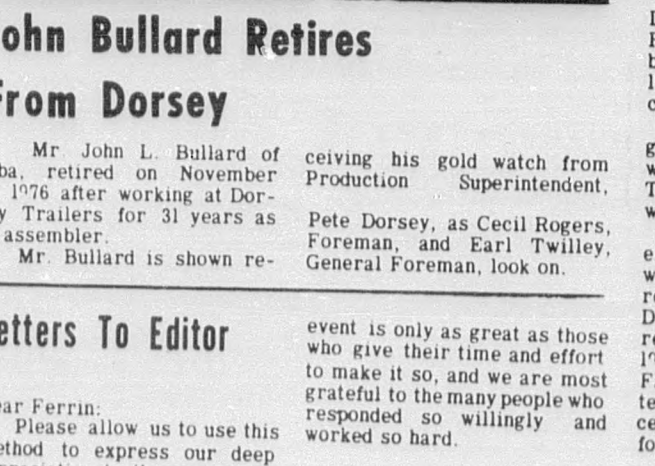 ohn Bullard Retires
From Dorsey
Mr. John L. Bullard of
ba, retired on November
1976 after working at Dor-
y Trailers for 31 years as
assembler.
Mr. Bullard is shown re-
ceiving his gold watch from
Production Superintendent,
Pete Dorsey, as Cecil Rogers,
Foreman, and Earl Twilley,
General Foreman, look on.
etters To Editor
ar Ferrin:
Please allow us to use this
ethod to express our deep
event is only as great as those
who give their time and effort
to make it so, and we are most
grateful to the many people who
responded so willingly and
worked so hard.